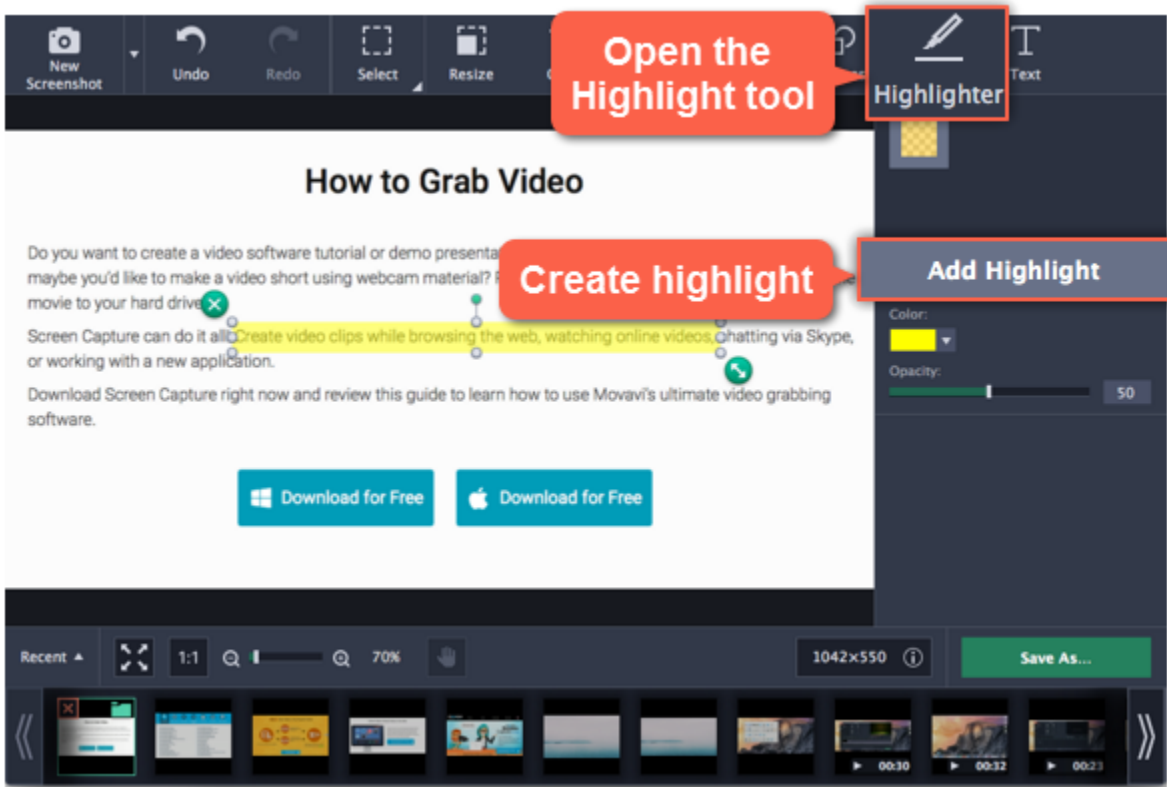 New
Screenshot
Undo
Redo
Select
Resize
Open the
Highlight tool
Highlighter
Text
How to Grab Video
Do you want to create a video software tutorial or demo
maybe you'd like to make a video short using webcam material?
movie to your hard drive
Create highlight
Add Highlight
Color:
Screen Capture can do it all! Create video clips while browsing the web, watching online videos, chatting via Skype,
or working with a new application.
Opacity:
50
Download Screen Capture right now and review this guide to learn how to use Movavi's ultimate video grabbing
software.
Download for Free
Download for Free
Recent
1:1
70%
1042×550
Save As...
00:30
00:32
00:23